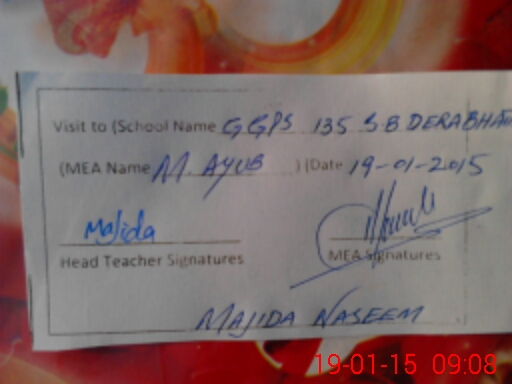 Visit to (School Name GGPS 135 S.B DERABHA
(MEA Name M. AYUB ) (Date 19-01-2015
Majida
Head Teacher Signatures MEA Signatures
MAJIDA NASEEM
19-01-15 09:08